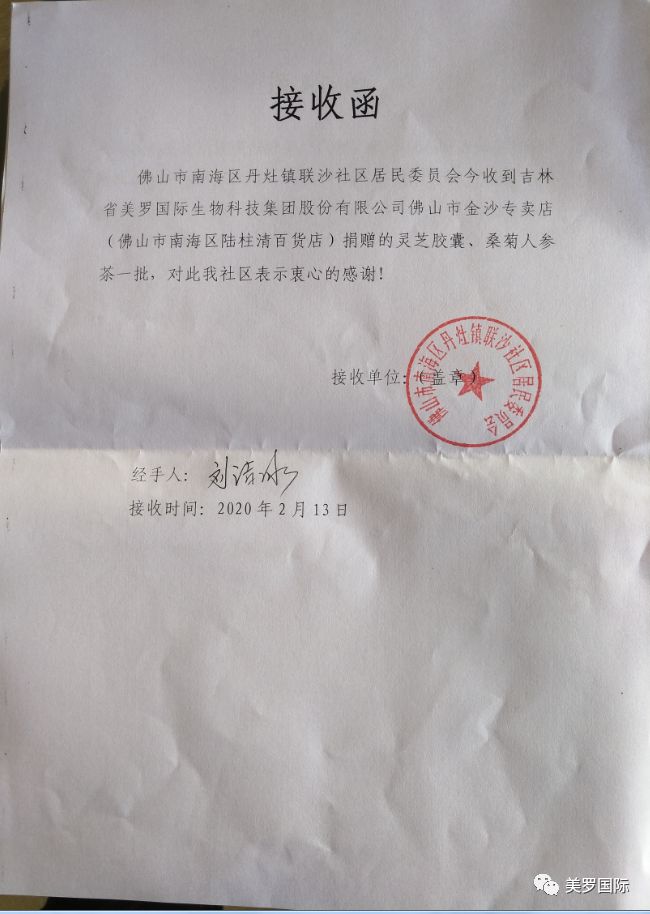 接收函
佛山市南海区丹灶镇联沙社区居民委员会今收到吉林
省美罗国际生物科技集团股份有限公司佛山市金沙专卖店
（佛山市南海区陆柱清百货店）捐赠的灵芝胶囊、桑菊人参
茶一批，对此我社区表示衷心的感谢！
接收单位：（盖章）
佛山市南海区丹灶镇联沙社区居民委员会
经手人：刘洁冰
接收时间：2020年2月13日
美罗国际